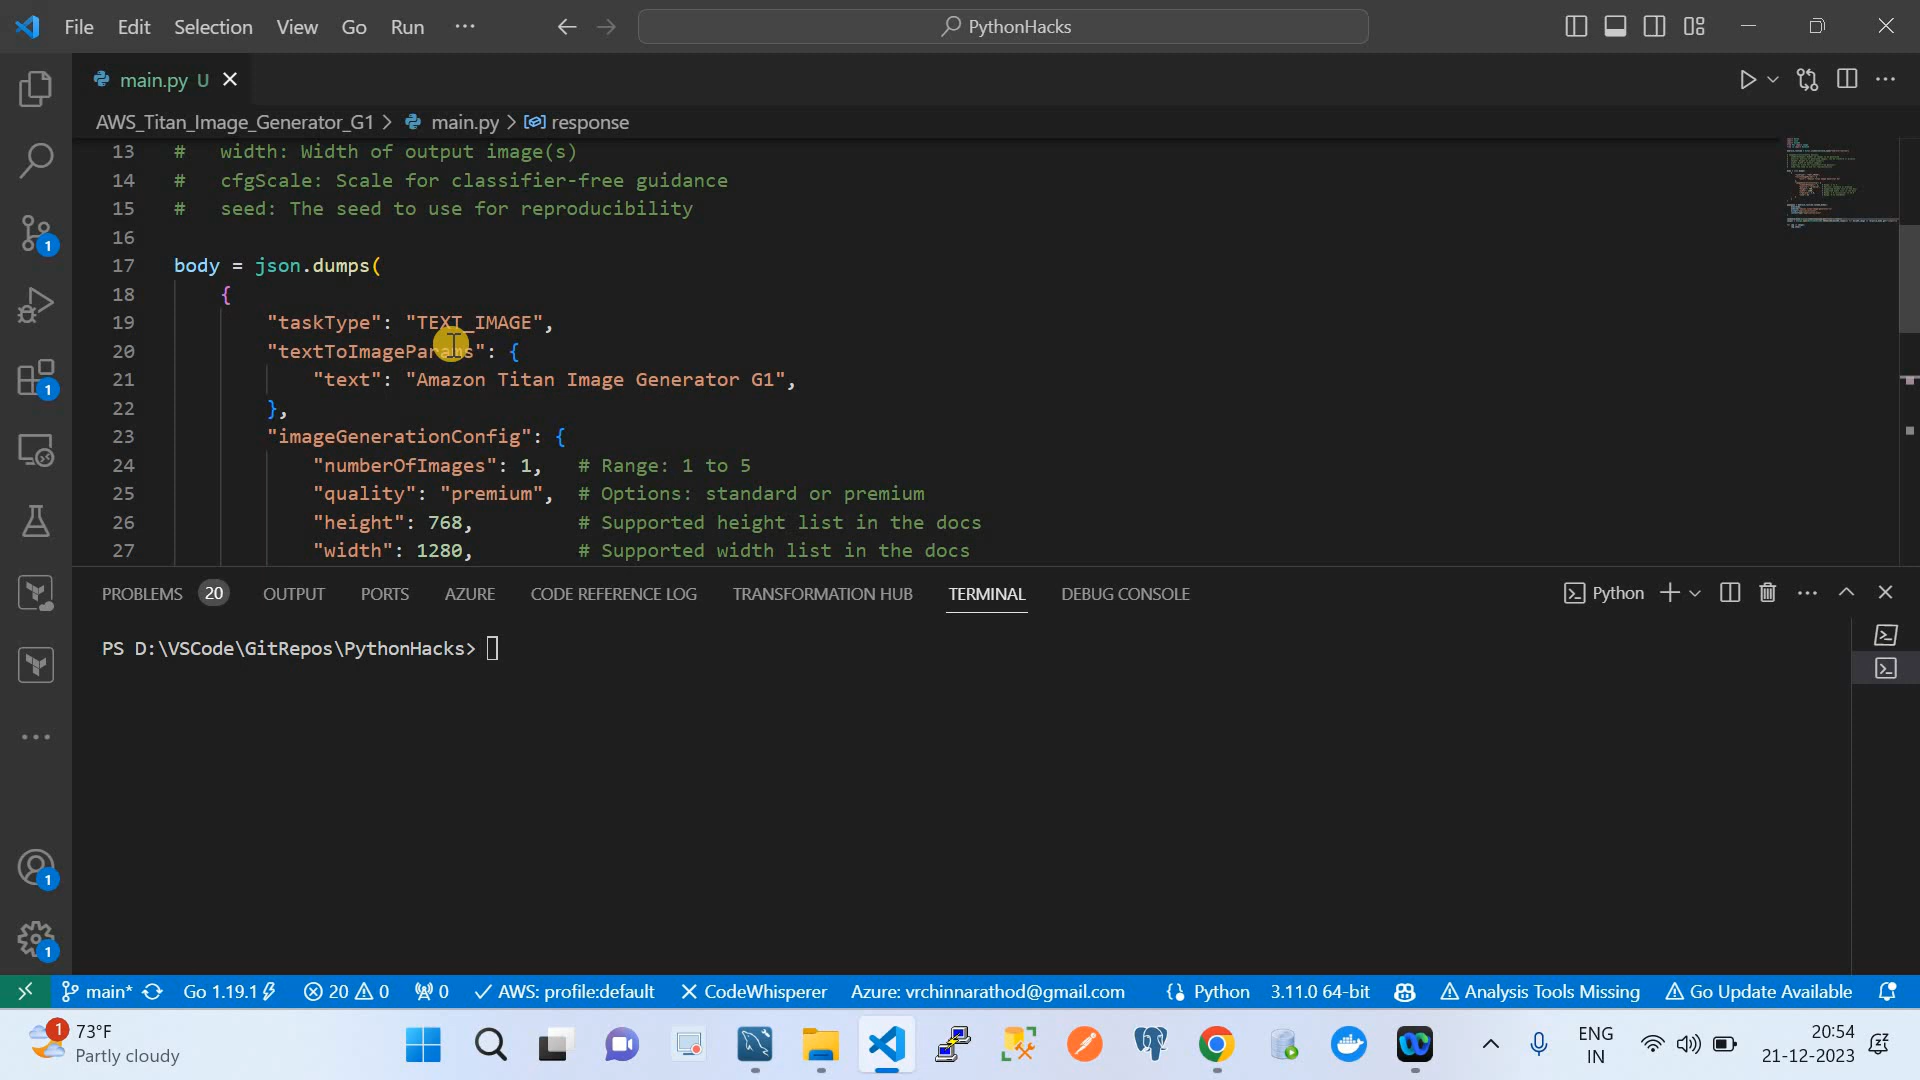 File Edit Selection View Go Run ···
PythonHacks
main.py U
AWS_Titan_Image_Generator_G1 > main.py > response
13 # width: Width of output image(s)
14 # cfgScale: Scale for classifier-free guidance
15 # seed: The seed to use for reproducibility
16
17 body = json.dumps(
18 {
19 "taskType": "TEXT_IMAGE",
20 "textToImageParams": {
21 "text": "Amazon Titan Image Generator G1",
22 },
23 "imageGenerationConfig": {
24 "numberOfImages": 1, # Range: 1 to 5
25 "quality": "premium", # Options: standard or premium
26 "height": 768, # Supported height list in the docs
27 "width": 1280, # Supported width list in the docs
1
1
1
1
PROBLEMS 20 OUTPUT PORTS AZURE CODE REFERENCE LOG TRANSFORMATION HUB TERMINAL DEBUG CONSOLE Python
PS D:\VSCode\GitRepos\PythonHacks>
main* Go 1.19.1 20 0 0 AWS: profile:default CodeWhisperer Azure: vrchinnarathod@gmail.com Python 3.11.0 64-bit Analysis Tools Missing Go Update Available
1 73°F
Partly cloudy
ENG
IN
20:54
21-12-2023